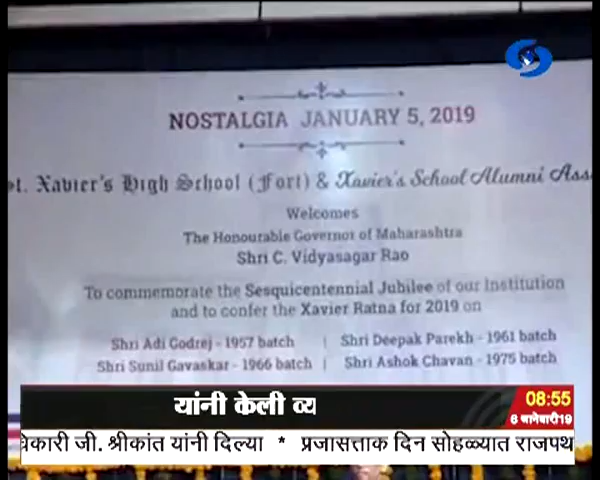 NOSTALGIA JANUARY 5, 2019
t. Xavier's High School (Fort) & Xavier's School Alumni Ass
Welcomes
The Honourable Governor of Maharashtra
Shri C. Vidyasagar Rao
To commemorate the Sesquicentennial Jubilee of our Institution
and to confer the Xavier Ratna for 2019 on
Shri Adi Godrej - 1957 batch | Shri Deepak Parekh - 1961 batch
Shri Sunil Gavaskar - 1966 batch | Shri Ashok Chavan - 1975 batch
यांनी केली व्य
08:55
6 जानेवारी19
धिकारी जी. श्रीकांत यांनी दिल्या * प्रजासत्ताक दिन सोहळ्यात राजपथ